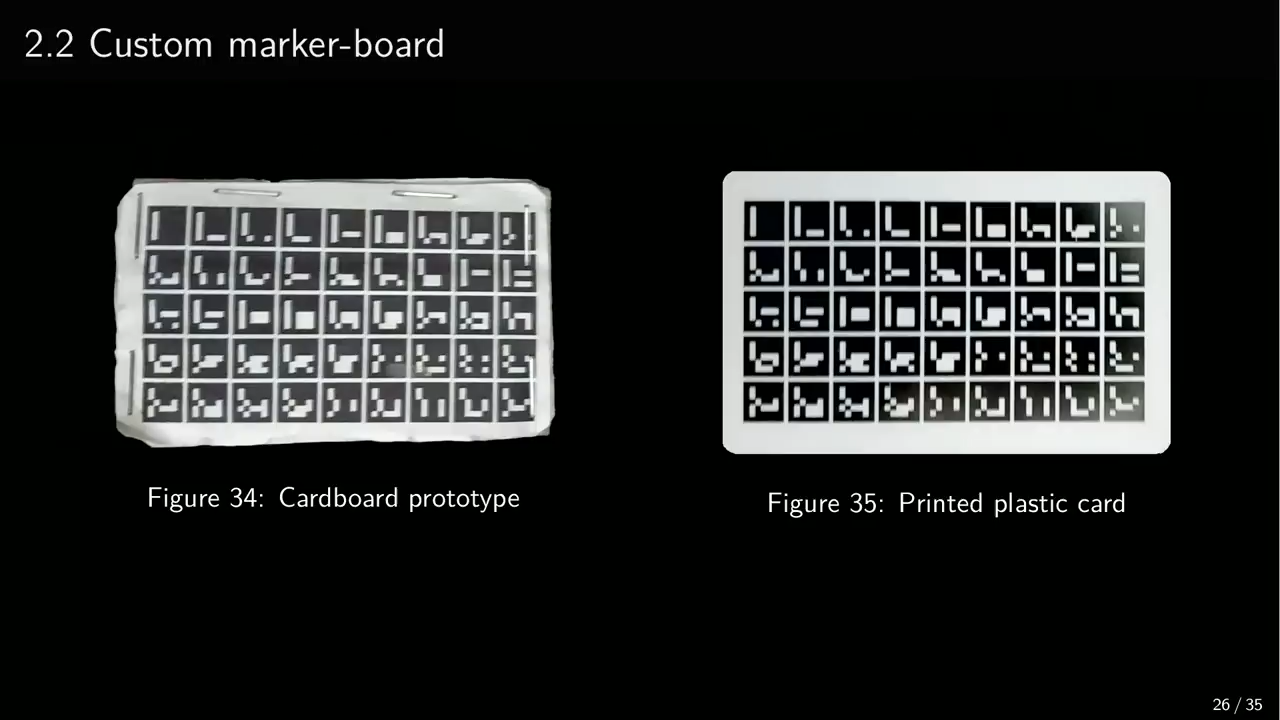 2.2 Custom marker-board
Figure 34: Cardboard prototype
Figure 35: Printed plastic card
26 / 35